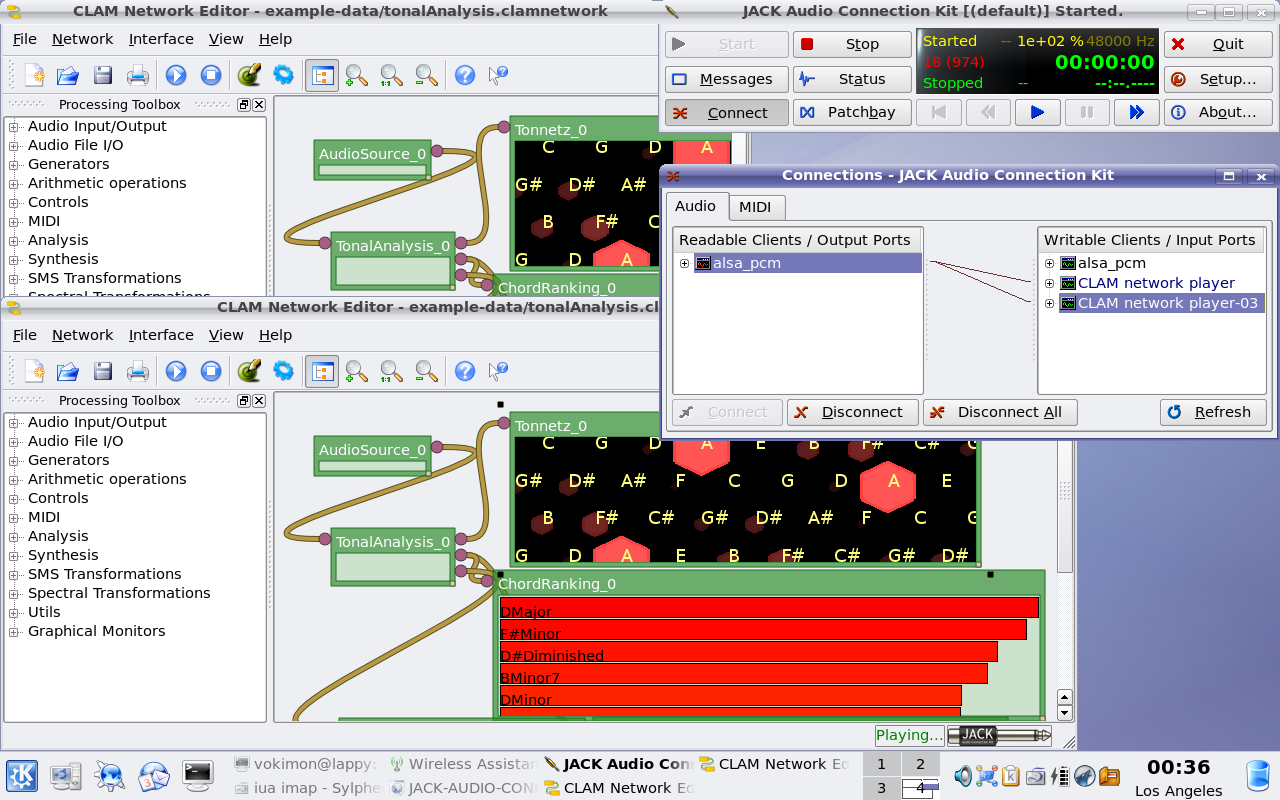 CLAM Network Editor - example-data/tonalAnalysis.clamnetwork
File Network Interface View Help
1:1
Processing Toolbox
Audio Input/Output
Audio File I/O
Generators
Arithmetic operations
Controls
MIDI
Analysis
Synthesis
SMS Transformations
Spectral Transformations
AudioSource_0
TonalAnalysis_0
Tonnetz_0
C G D A
G# D# A#
B F# C
G D A
ChordRanking_0
JACK Audio Connection Kit [(default)] Started.
Start Stop
Started -- 1e+02 % 48000 Hz
18 (974) 00:00:00
Stopped -- --:--.----
Quit
Messages Status Setup...
Connect Patchbay About...
Connections - JACK Audio Connection Kit
Audio MIDI
Readable Clients / Output Ports
alsa_pcm
Writable Clients / Input Ports
alsa_pcm
CLAM network player
CLAM network player-03
Connect Disconnect Disconnect All Refresh
CLAM Network Editor - example-data/tonalAnalysis.cl
File Network Interface View Help
1:1
Processing Toolbox
Audio Input/Output
Audio File I/O
Generators
Arithmetic operations
Controls
MIDI
Analysis
Synthesis
SMS Transformations
Spectral Transformations
Utils
Graphical Monitors
AudioSource_0
TonalAnalysis_0
Tonnetz_0
C G D A E B F# C
G# D# A# F C G D A E
B F# C# G# D# A# F C G
G D A E B F# C# G# D#
ChordRanking_0
DMajor
F#Minor
D#Diminished
BMinor7
DMinor
Playing...
JACK
vokimon@lappy:
Wireless Assistan
JACK Audio Con
CLAM Network Ed
iua imap - Sylphe
JACK-AUDIO-CON
CLAM Network Ed
1 2
3 4
00:36
Los Angeles